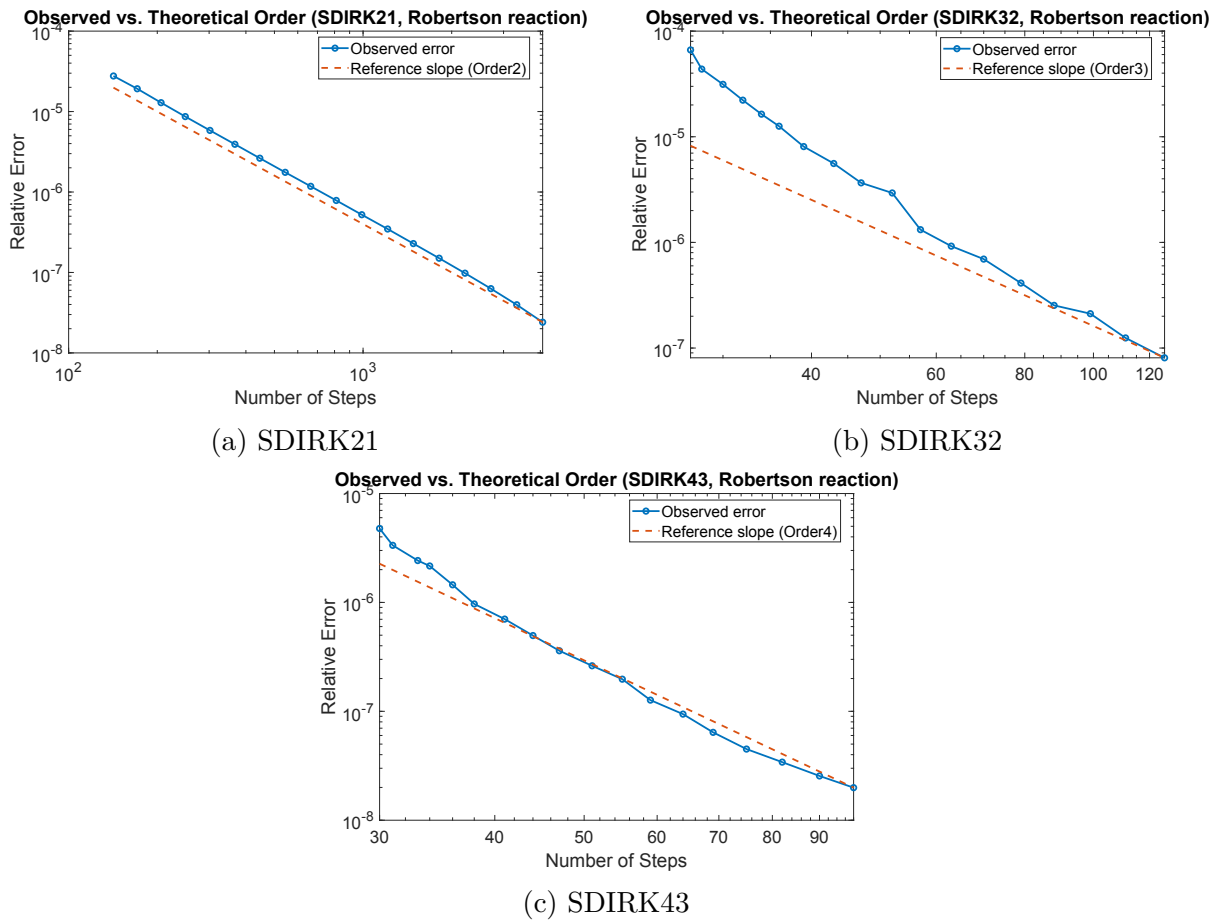 Observed vs. Theoretical Order (SDIRK21, Robertson reaction)
10^-4
10^-5
10^-6
10^-7
10^-8
Relative Error
Observed error
Reference slope (Order2)
10^2
10^3
Number of Steps
(a) SDIRK21
Observed vs. Theoretical Order (SDIRK32, Robertson reaction)
10^-4
10^-5
10^-6
10^-7
Relative Error
Observed error
Reference slope (Order3)
40 60 80 100 120
Number of Steps
(b) SDIRK32
Observed vs. Theoretical Order (SDIRK43, Robertson reaction)
10^-5
10^-6
10^-7
10^-8
Relative Error
Observed error
Reference slope (Order4)
30 40 50 60 70 80 90
Number of Steps
(c) SDIRK43